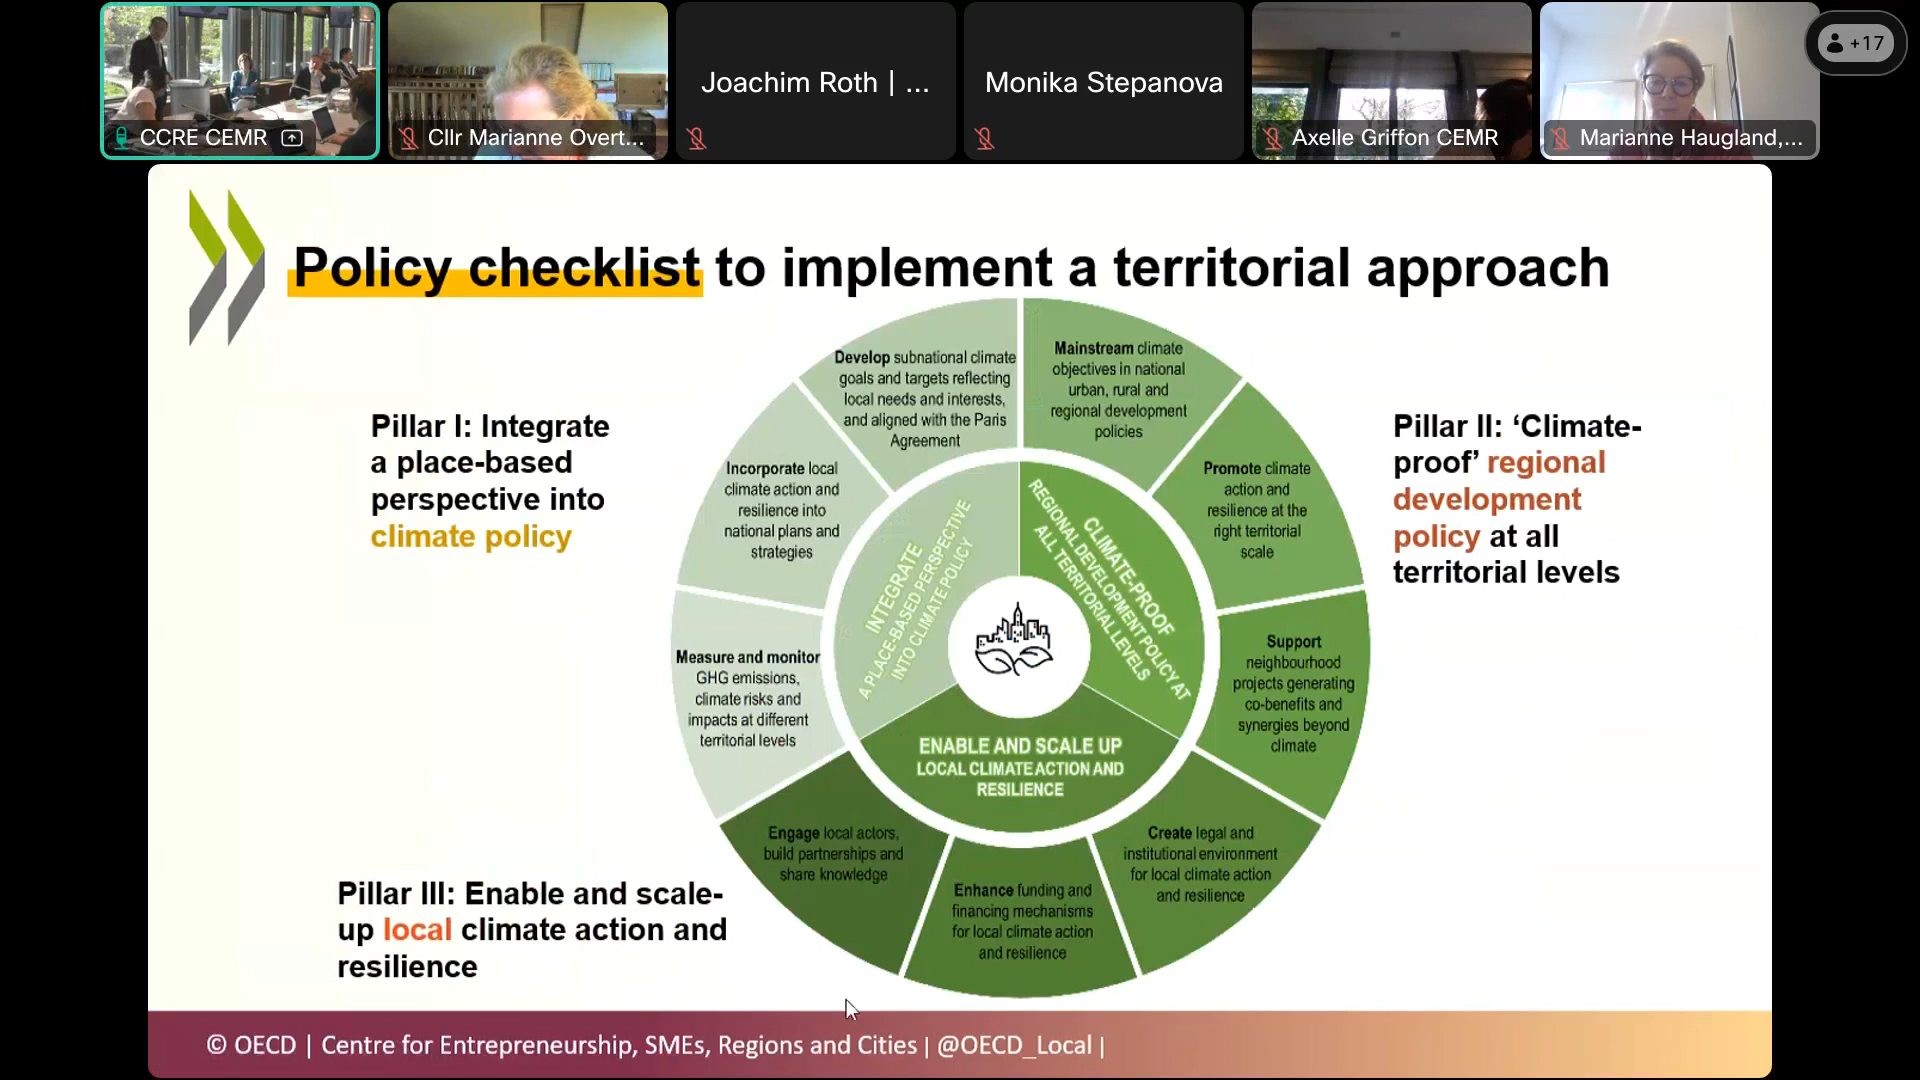 CCRE CEMR
Cllr Marianne Overt...
Joachim Roth | ...
Monika Stepanova
Axelle Griffon CEMR
Marianne Haugland,...
+17
Policy checklist to implement a territorial approach
Pillar I: Integrate
a place-based
perspective into
climate policy
Develop subnational climate
goals and targets reflecting
local needs and interests,
and aligned with the Paris
Agreement
Mainstream climate
objectives in national
urban, rural and
regional development
policies
Pillar II: ‘Climate-
proof’ regional
development
policy at all
territorial levels
Incorporate local
climate action and
resilience into
national plans and
strategies
Promote climate
action and
resilience at the
right territorial
scale
INTEGRATE
A PLACE-BASED PERSPECTIVE
INTO CLIMATE POLICY
CLIMATE-PROOF
REGIONAL DEVELOPMENT POLICY AT
ALL TERRITORIAL LEVELS
Measure and monitor
GHG emissions,
climate risks and
impacts at different
territorial levels
Support
neighbourhood
projects generating
co-benefits and
synergies beyond
climate
ENABLE AND SCALE UP
LOCAL CLIMATE ACTION AND
RESILIENCE
Engage local actors,
build partnerships and
share knowledge
Enhance funding and
financing mechanisms
for local climate action
and resilience
Create legal and
institutional environment
for local climate action
and resilience
Pillar III: Enable and scale-
up local climate action and
resilience
© OECD | Centre for Entrepreneurship, SMEs, Regions and Cities | @OECD_Local |